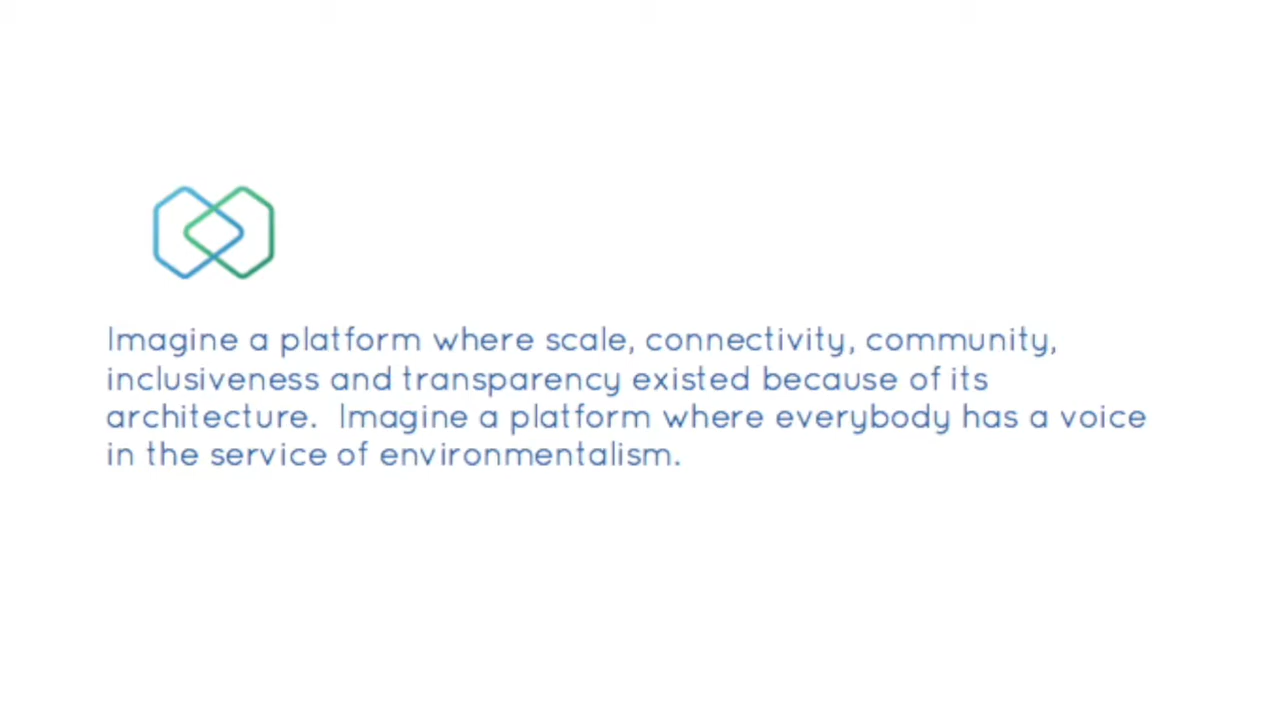 Imagine a platform where scale, connectivity, community,
inclusiveness and transparency existed because of its
architecture.  Imagine a platform where everybody has a voice
in the service of environmentalism.